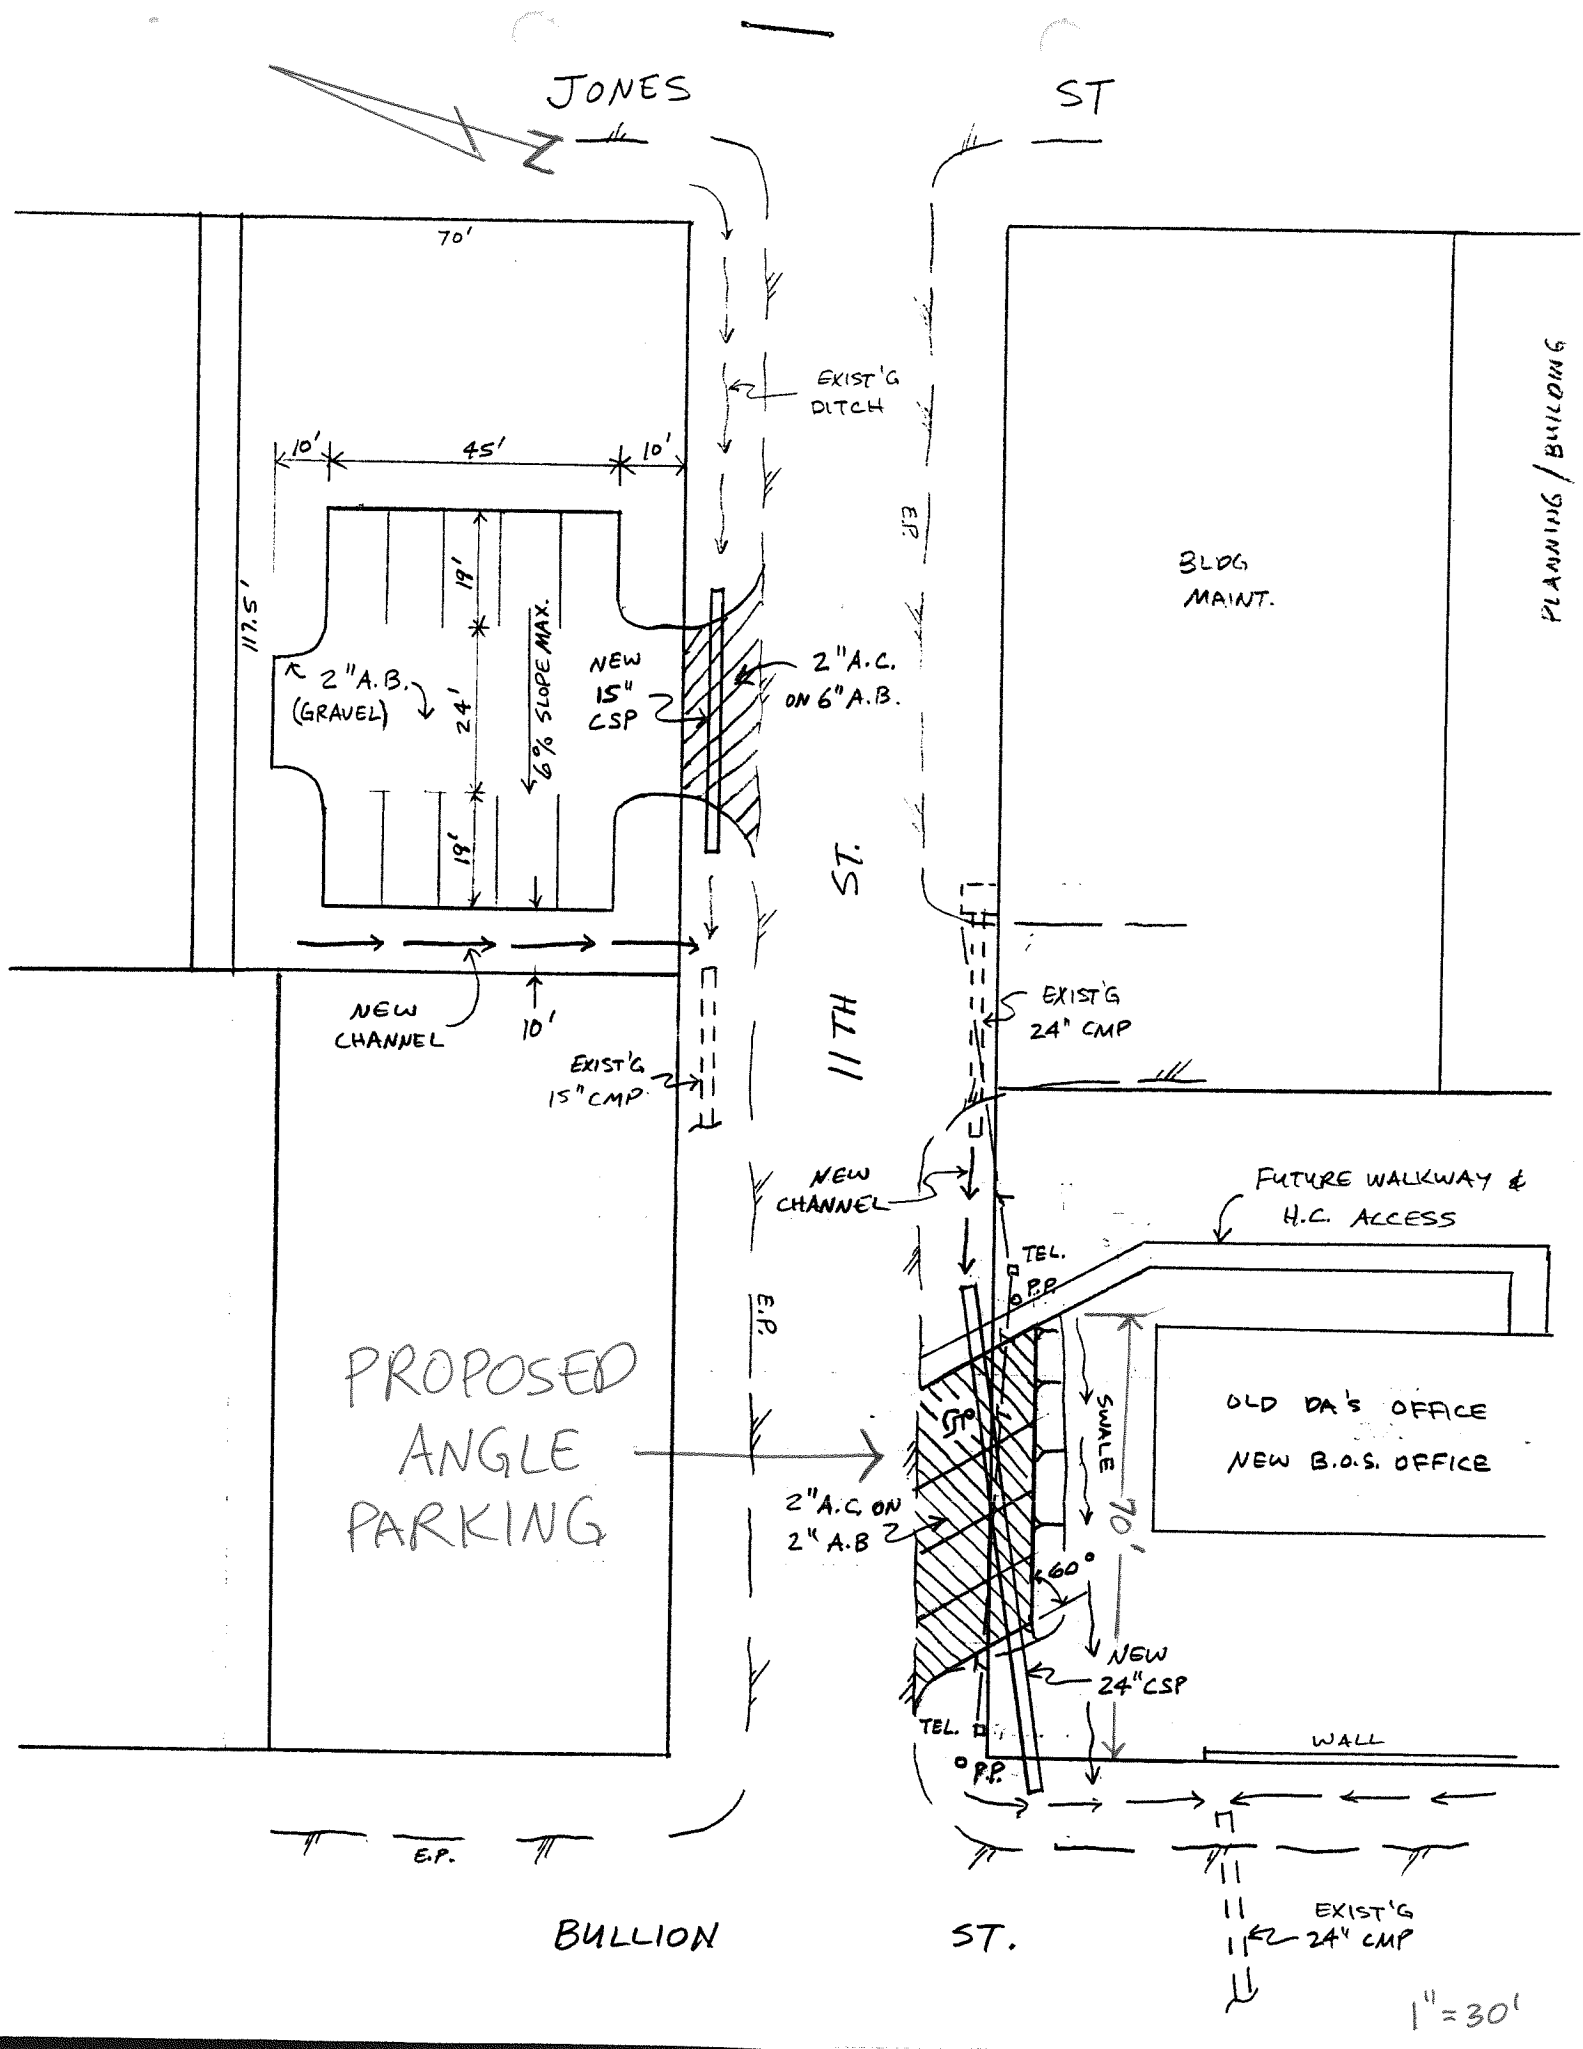 JONES ST
Z
70'
EXIST'G
DITCH
10' 45' 10'
E.P.
PLANNING / BUILDING
BLDG
MAINT.
117.5'
19'
24'
19'
6% SLOPE MAX.
2" A.B.
(GRAVEL)
NEW
15"
CSP
2" A.C.
ON 6" A.B.
11TH ST.
NEW
CHANNEL
10'
EXIST'G
15" CMP.
EXIST'G
24" CMP
NEW
CHANNEL
FUTURE WALKWAY &
H.C. ACCESS
TEL.
P.P.
E.P.
PROPOSED
ANGLE
PARKING
SWALE
70'
OLD DA'S OFFICE
NEW B.O.S. OFFICE
2" A.C. ON
2" A.B
60°
NEW
24" CSP
TEL.
P.P.
WALL
E.P.
BULLION ST.
EXIST'G
24" CMP
1" = 30'